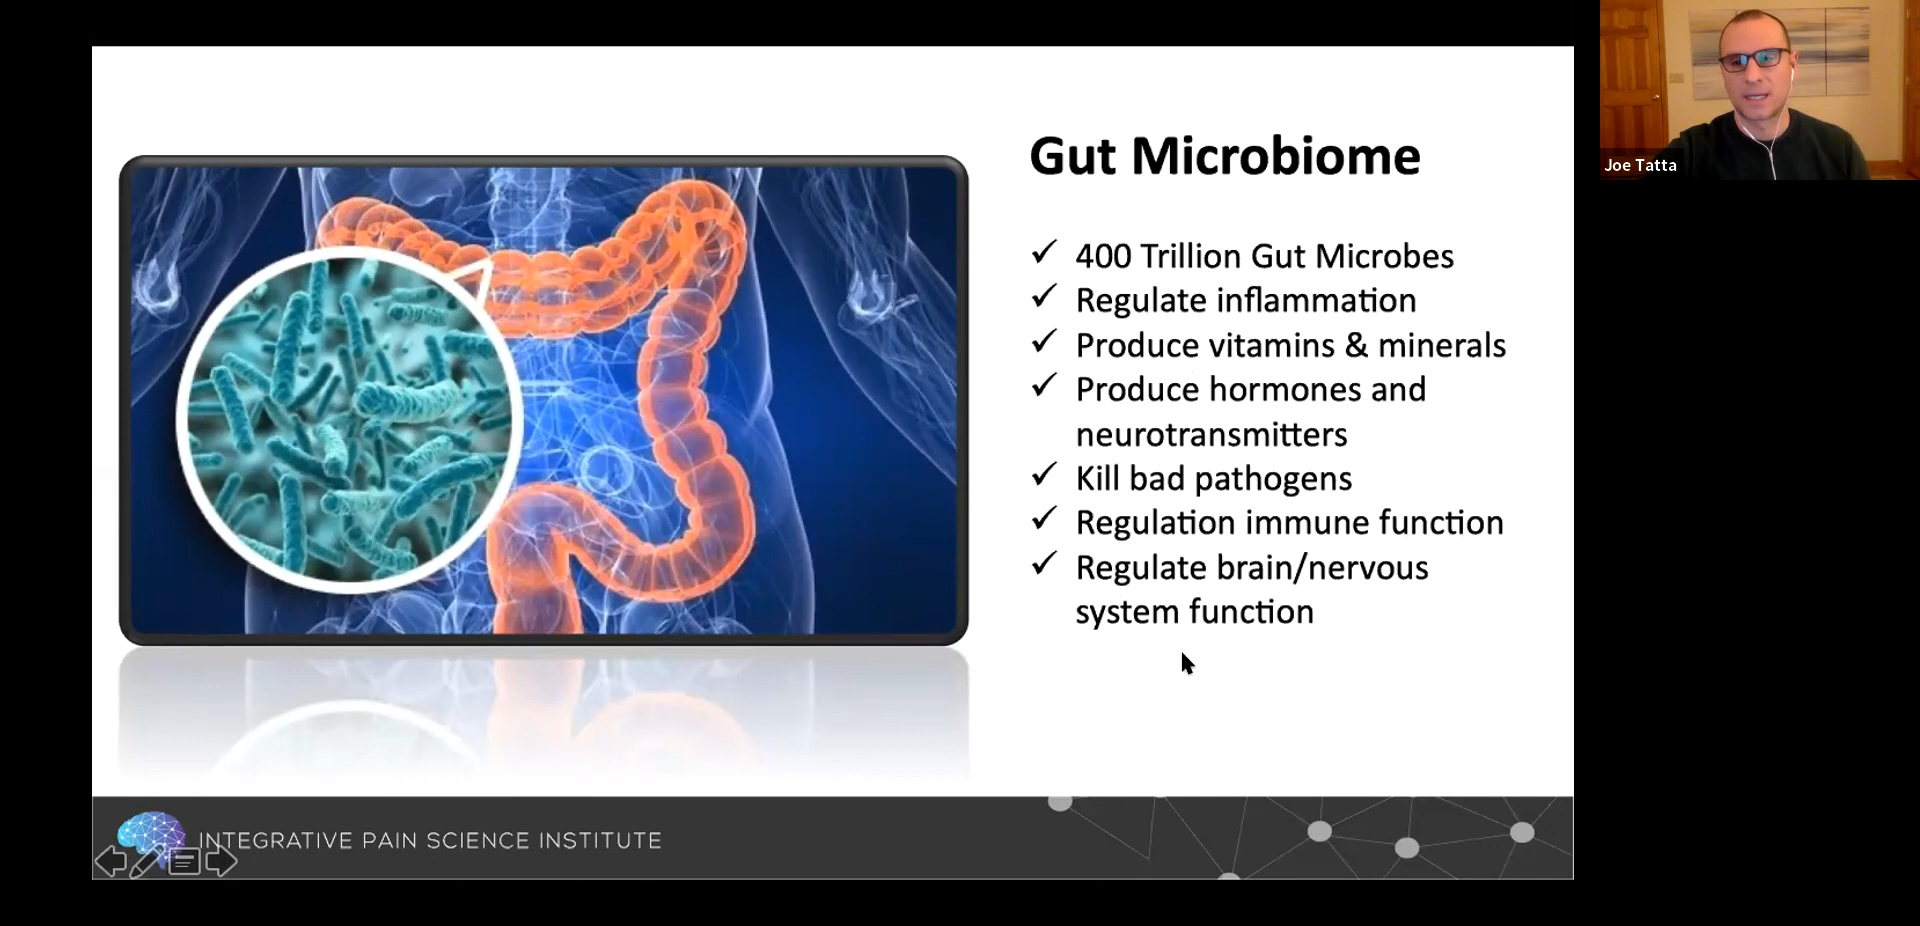 Gut Microbiome
✓ 400 Trillion Gut Microbes
✓ Regulate inflammation
✓ Produce vitamins & minerals
✓ Produce hormones and
neurotransmitters
✓ Kill bad pathogens
✓ Regulation immune function
✓ Regulate brain/nervous
system function
INTEGRATIVE PAIN SCIENCE INSTITUTE
Joe Tatta